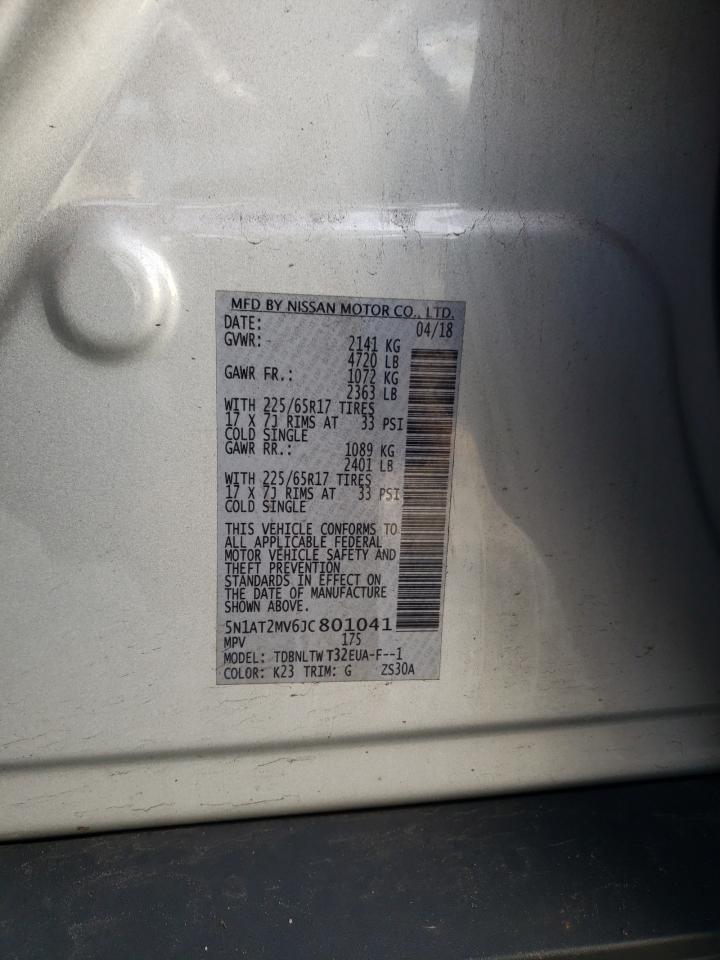 MFD BY NISSAN MOTOR CO., LTD.
DATE: 04/18
GVWR: 2141 KG
4720 LB
GAWR FR.: 1072 KG
2363 LB
WITH 225/65R17 TIRES
17 X 7J RIMS AT 33 PSI
COLD SINGLE
GAWR RR.: 1089 KG
2401 LB
WITH 225/65R17 TIRES
17 X 7J RIMS AT 33 PSI
COLD SINGLE
THIS VEHICLE CONFORMS TO
ALL APPLICABLE FEDERAL
MOTOR VEHICLE SAFETY AND
THEFT PREVENTION
STANDARDS IN EFFECT ON
THE DATE OF MANUFACTURE
SHOWN ABOVE.
5N1AT2MV6JC801041
MPV 175
MODEL: TDBNLTW T32EUA-F--1
COLOR: K23 TRIM: G ZS30A